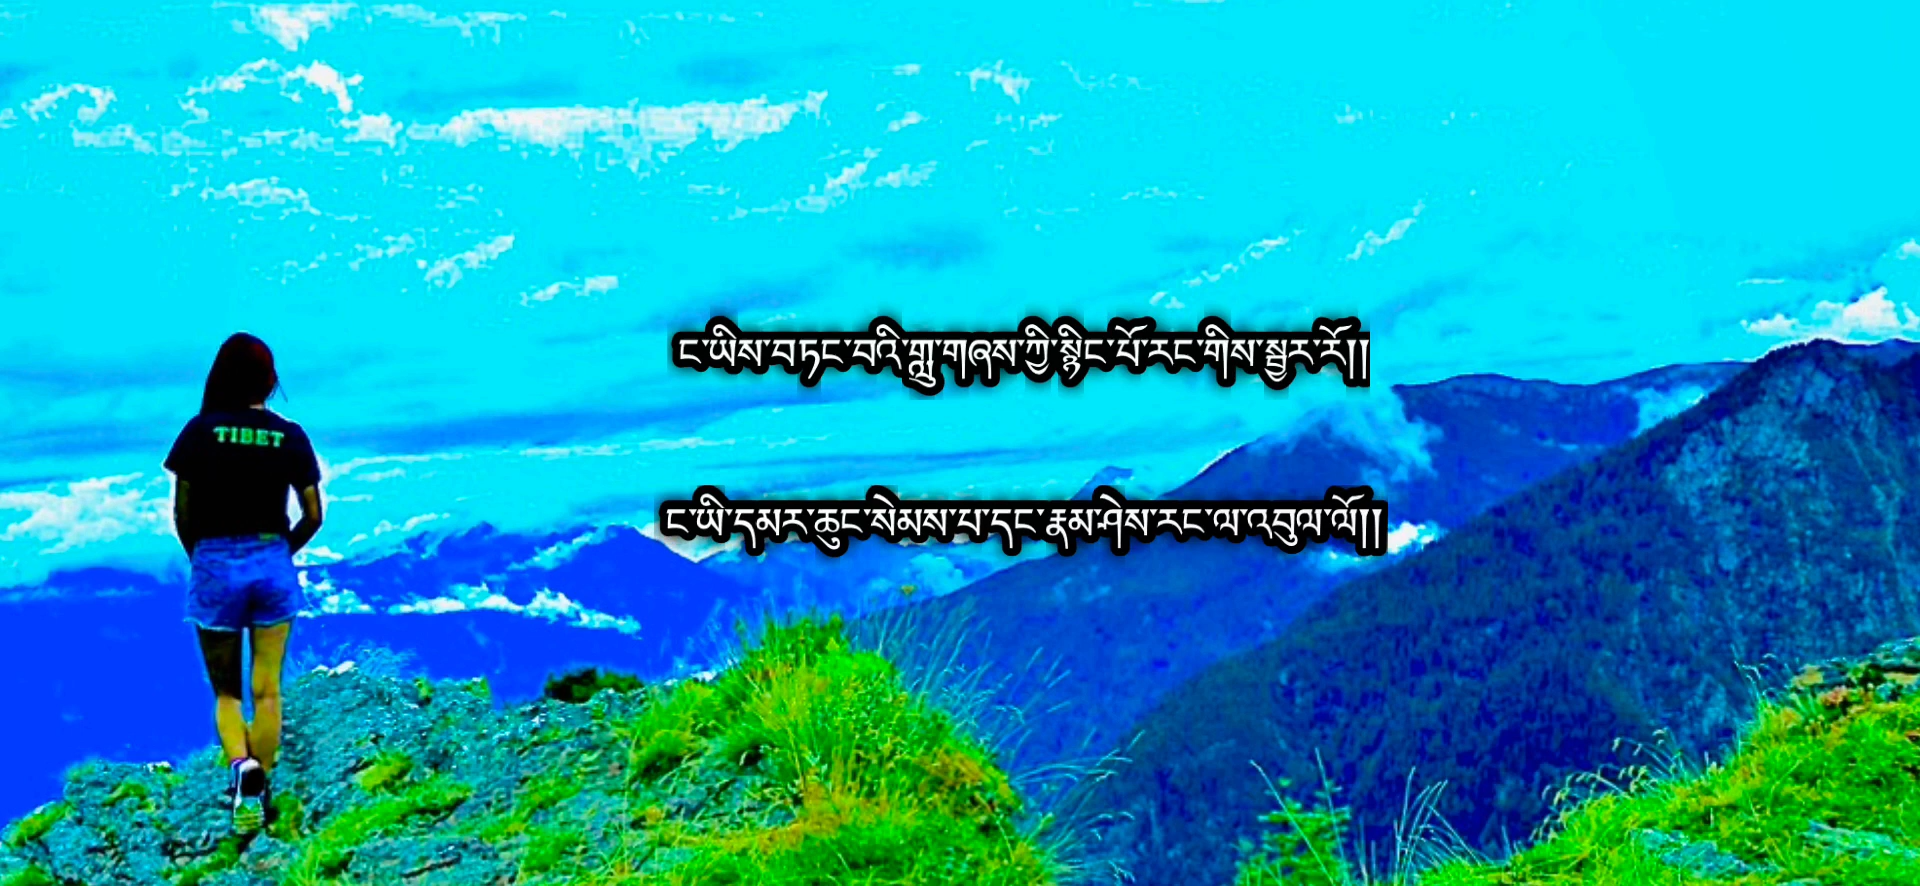 TIBET
ང་ཡིས་བཏང་བའི་གླུ་གཞས་ཀྱི་སྙིང་པོ་རང་གིས་སྦྱར་རོ།།
ང་ཡི་དམར་ཆུང་སེམས་པ་དང་རྣམ་ཤེས་རང་ལ་འབུལ་ལོ།།